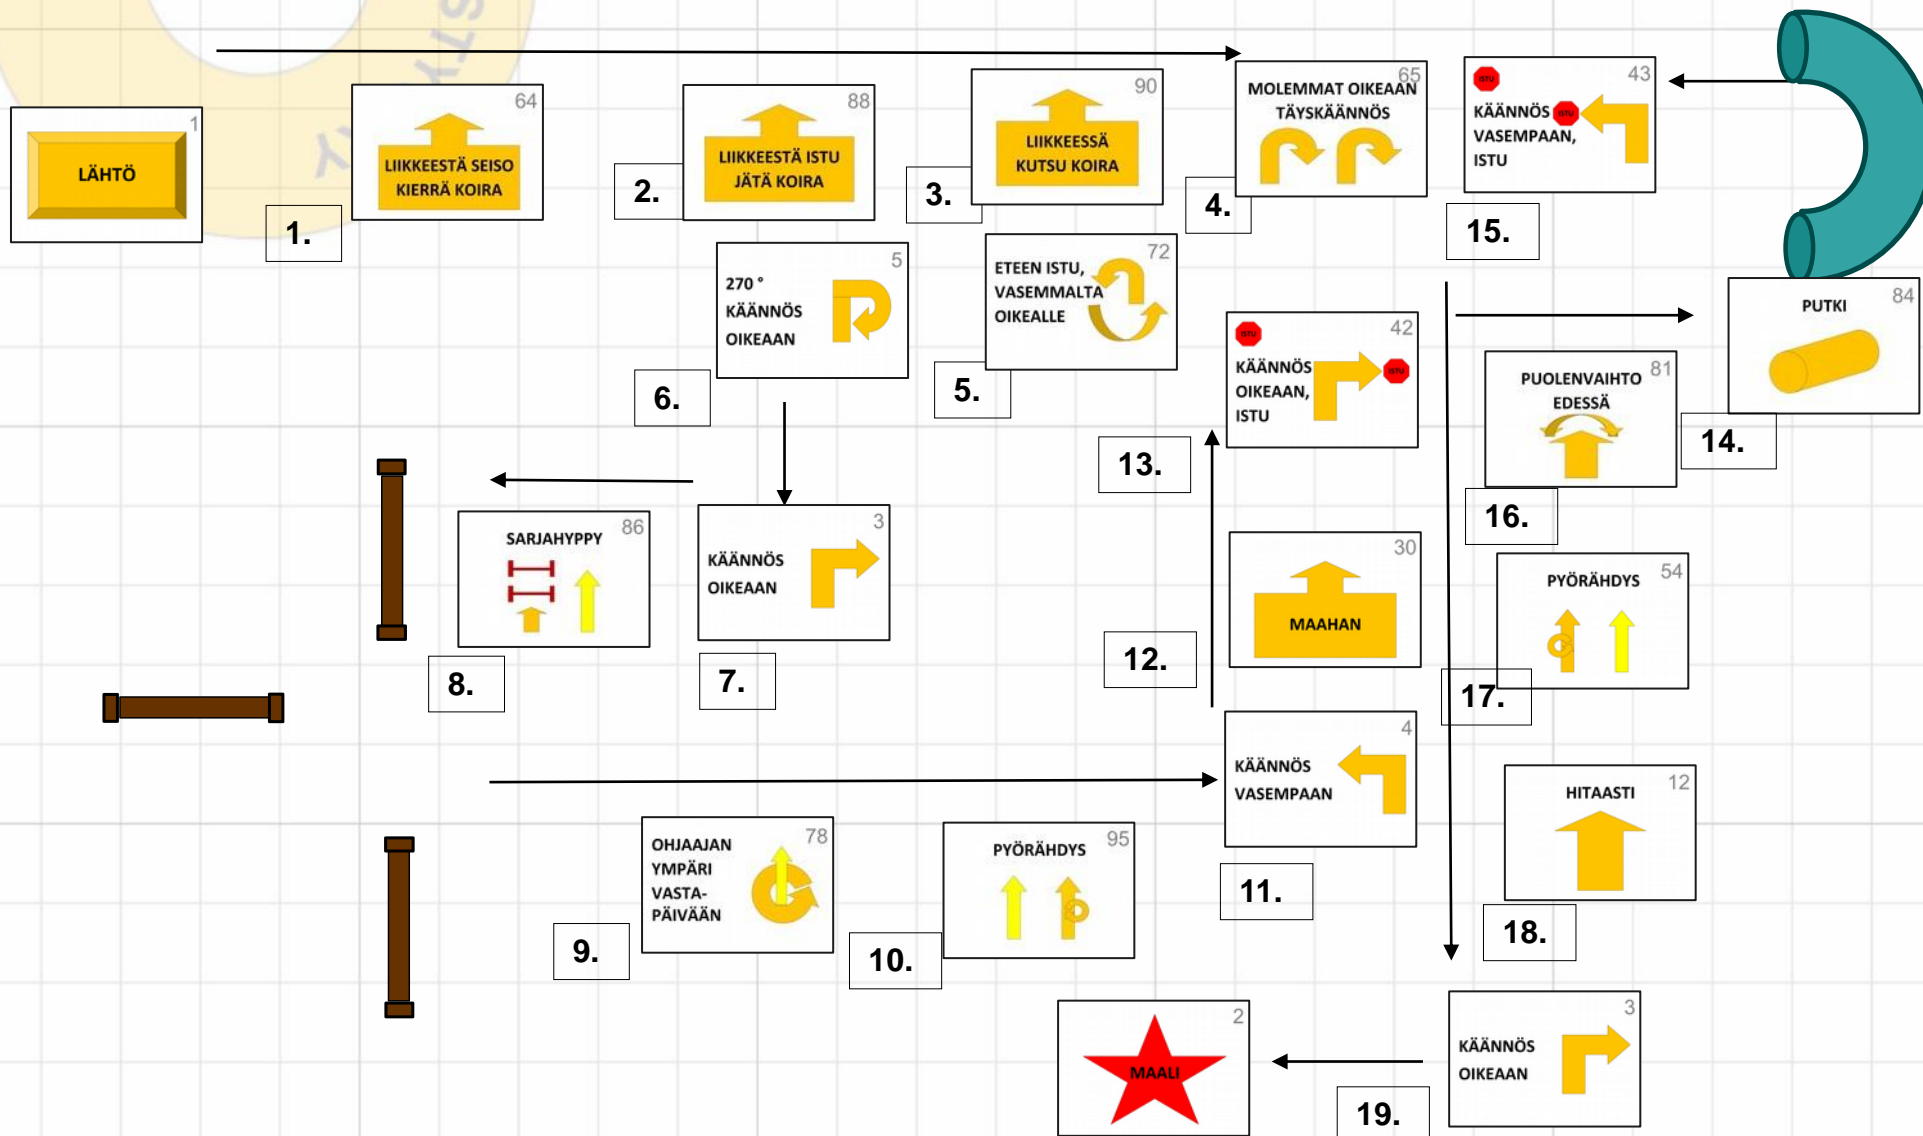 STY
RY
1
LÄHTÖ
1.
64
LIIKKEESTÄ SEISO
KIERRÄ KOIRA
2.
88
LIIKKEESTÄ ISTU
JÄTÄ KOIRA
3.
90
LIIKKEESSÄ
KUTSU KOIRA
4.
65
MOLEMMAT OIKEAAN
TÄYSKÄÄNNÖS
43
ISTU
KÄÄNNÖS
ISTU
VASEMPAAN,
ISTU
15.
5
270 °
KÄÄNNÖS
OIKEAAN
6.
72
ETEEN ISTU,
VASEMMALTA
OIKEALLE
5.
42
ISTU
KÄÄNNÖS
OIKEAAN,
ISTU
ISTU
13.
84
PUTKI
14.
81
PUOLENVAIHTO
EDESSÄ
16.
86
SARJAHYPPY
8.
3
KÄÄNNÖS
OIKEAAN
7.
30
MAAHAN
12.
54
PYÖRÄHDYS
17.
4
KÄÄNNÖS
VASEMPAAN
11.
12
HITAASTI
18.
78
OHJAAJAN
YMPÄRI
VASTA-
PÄIVÄÄN
9.
95
PYÖRÄHDYS
10.
2
MAALI
3
KÄÄNNÖS
OIKEAAN
19.